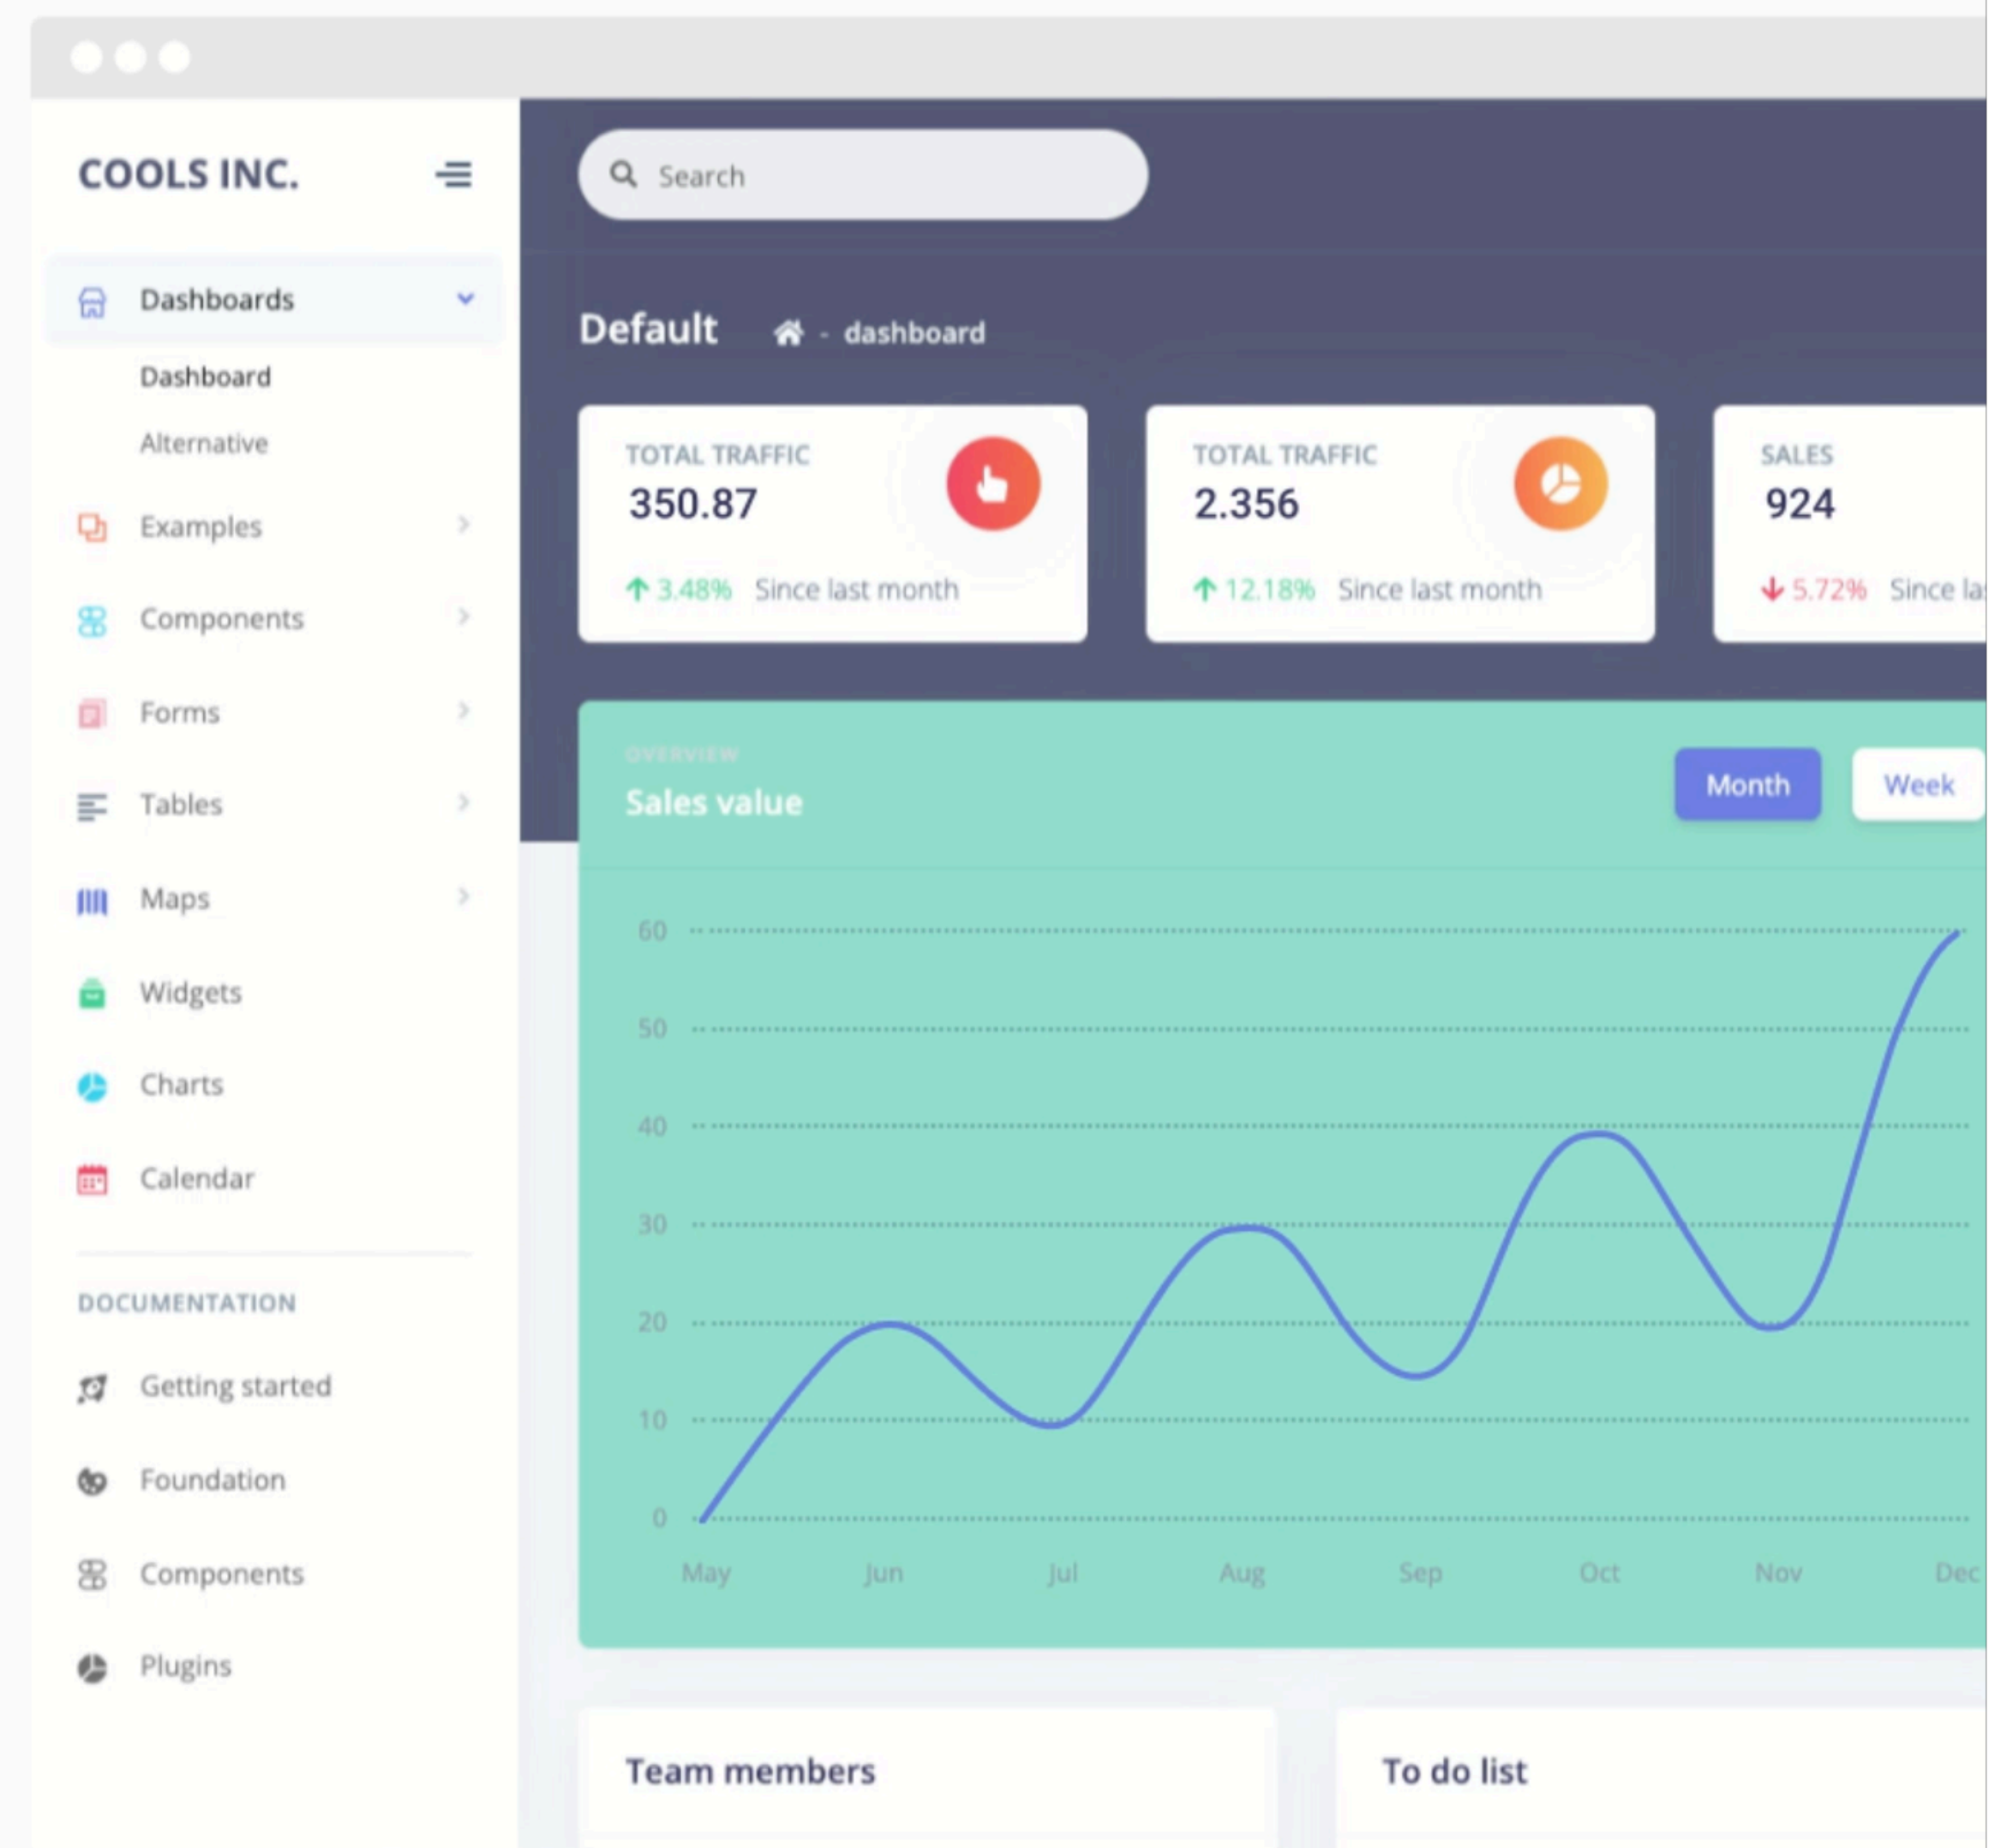 COOLS INC.
Dashboards
Dashboard
Alternative
Examples
Components
Forms
Tables
Maps
Widgets
Charts
Calendar
DOCUMENTATION
Getting started
Foundation
Components
Plugins
Search
Default - dashboard
TOTAL TRAFFIC
350.87
3.48% Since last month
TOTAL TRAFFIC
2.356
12.18% Since last month
SALES
924
5.72% Since
OVERVIEW
Sales value
Month Week
60
50
40
30
20
10
0
May Jun Jul Aug Sep Oct Nov Dec
Team members
To do list